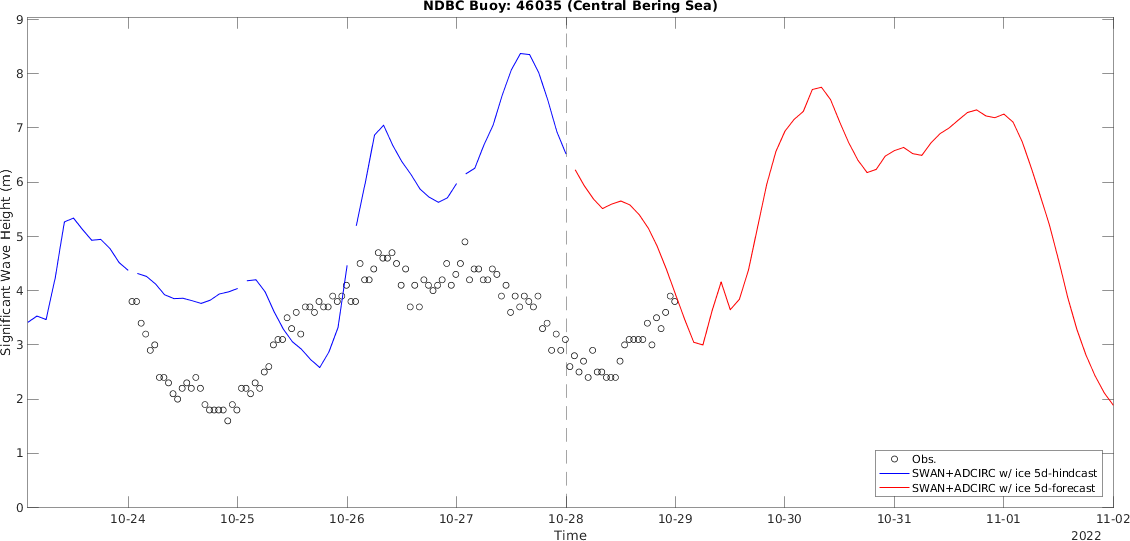 NDBC Buoy: 46035 (Central Bering Sea)
9
8
7
6
5
4
3
2
1
0
Significant Wave Height (m)
Obs.
SWAN+ADCIRC w/ ice 5d-hindcast
SWAN+ADCIRC w/ ice 5d-forecast
10-24 10-25 10-26 10-27 10-28 10-29 10-30 10-31 11-01 11-02
Time 2022